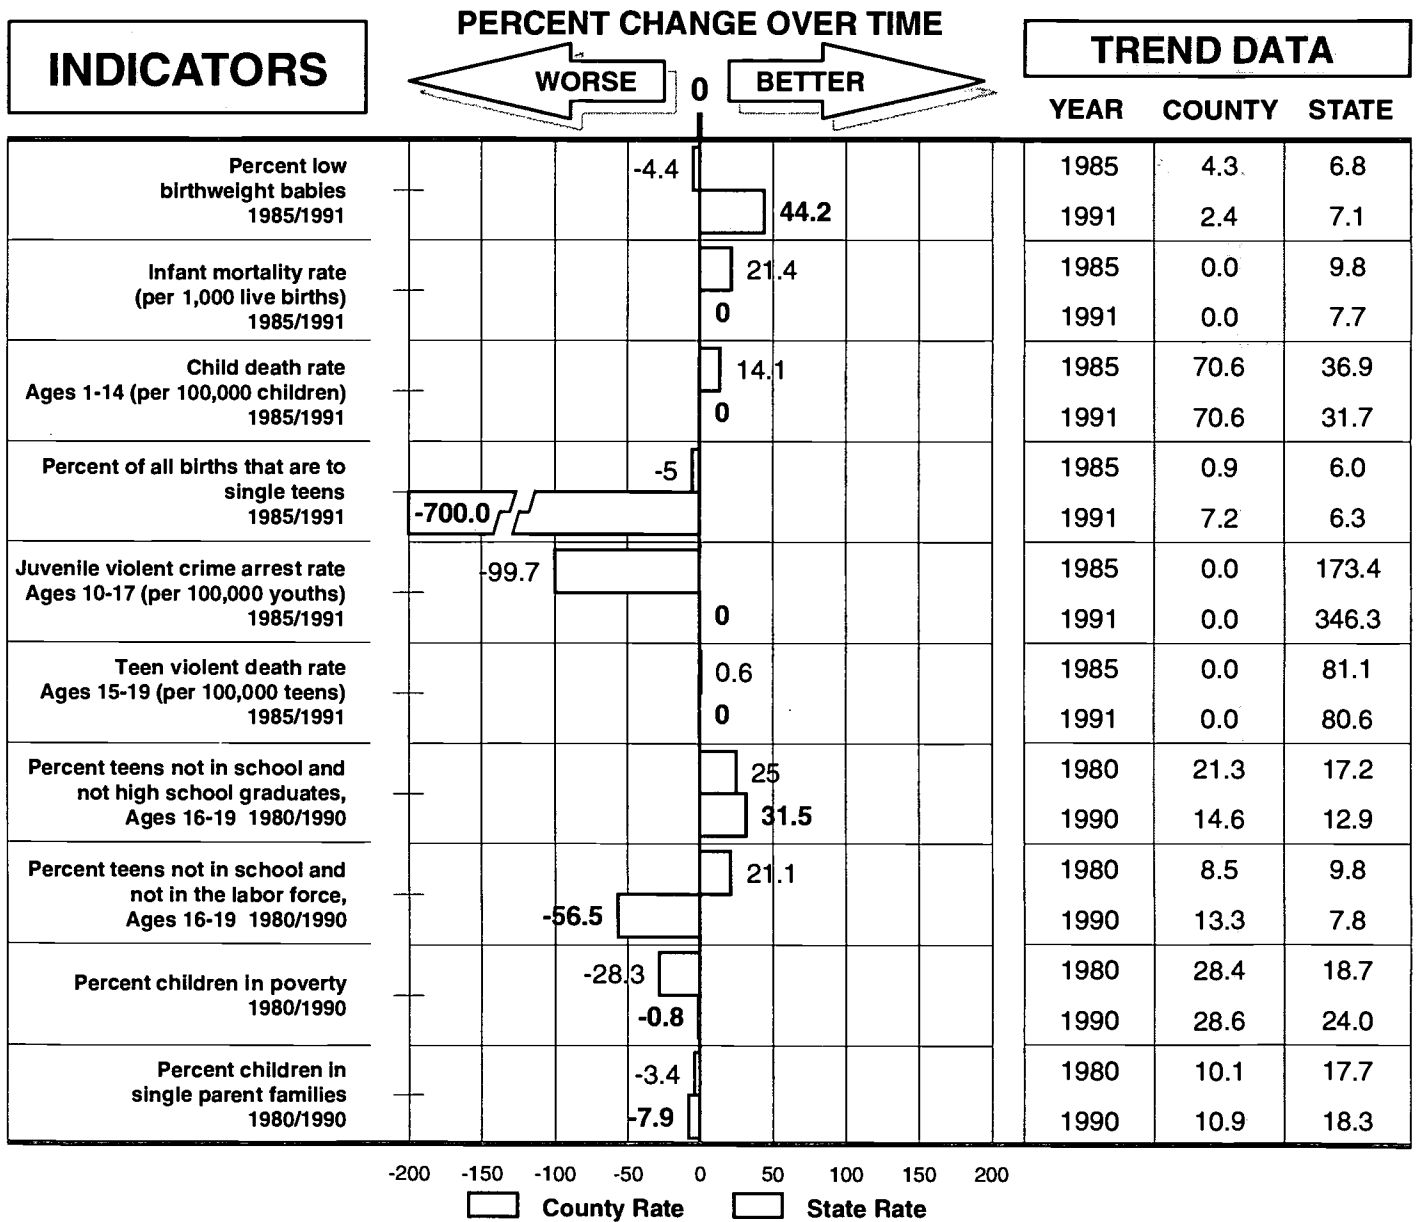 PERCENT CHANGE OVER TIME
INDICATORS
WORSE
0
BETTER
TREND DATA
YEAR COUNTY STATE
Percent low
birthweight babies
1985/1991
-4.4
44.2
1985 4.3 6.8
1991 2.4 7.1
Infant mortality rate
(per 1,000 live births)
1985/1991
21.4
0
1985 0.0 9.8
1991 0.0 7.7
Child death rate
Ages 1-14 (per 100,000 children)
1985/1991
14.1
0
1985 70.6 36.9
1991 70.6 31.7
Percent of all births that are to
single teens
1985/1991
-5
-700.0
1985 0.9 6.0
1991 7.2 6.3
Juvenile violent crime arrest rate
Ages 10-17 (per 100,000 youths)
1985/1991
-99.7
0
1985 0.0 173.4
1991 0.0 346.3
Teen violent death rate
Ages 15-19 (per 100,000 teens)
1985/1991
0.6
0
1985 0.0 81.1
1991 0.0 80.6
Percent teens not in school and
not high school graduates,
Ages 16-19 1980/1990
25
31.5
1980 21.3 17.2
1990 14.6 12.9
Percent teens not in school and
not in the labor force,
Ages 16-19 1980/1990
21.1
-56.5
1980 8.5 9.8
1990 13.3 7.8
Percent children in poverty
1980/1990
-28.3
-0.8
1980 28.4 18.7
1990 28.6 24.0
Percent children in
single parent families
1980/1990
-3.4
-7.9
1980 10.1 17.7
1990 10.9 18.3
-200 -150 -100 -50 0 50 100 150 200
County Rate State Rate